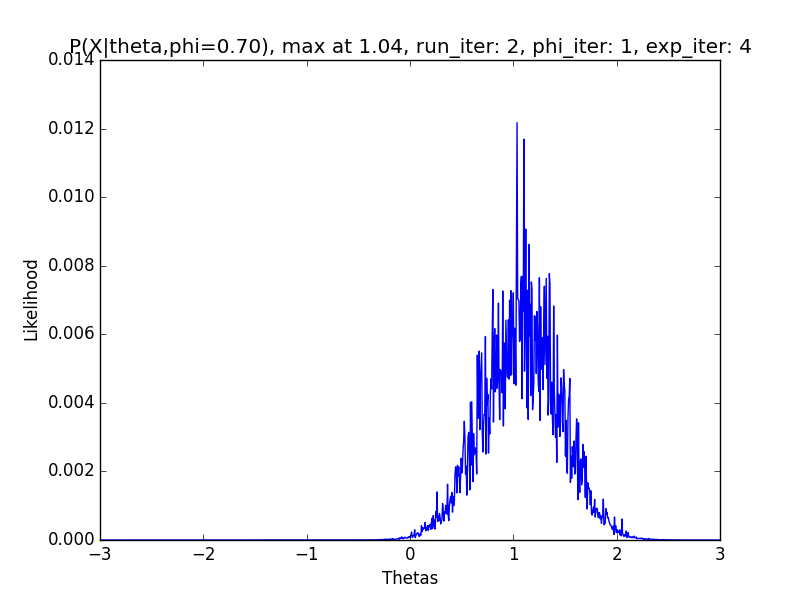 P(X|theta,phi=0.70), max at 1.04, run_iter: 2, phi_iter: 1, exp_iter: 4
0.014
0.012
0.010
0.008
0.006
0.004
0.002
0.000
Likelihood
−3 −2 −1 0 1 2 3
Thetas